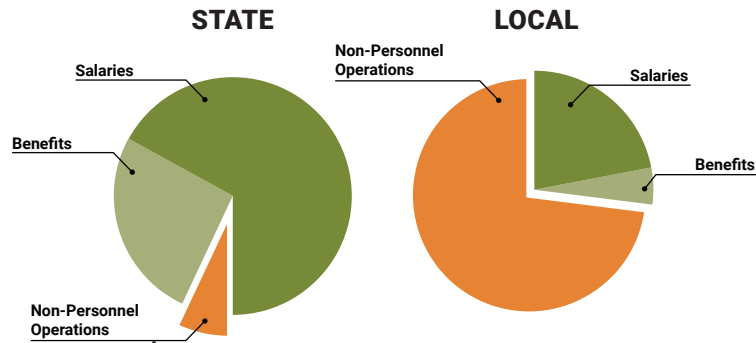 STATE
Salaries
Benefits
Non-Personnel
Operations
LOCAL
Non-Personnel
Operations
Salaries
Benefits